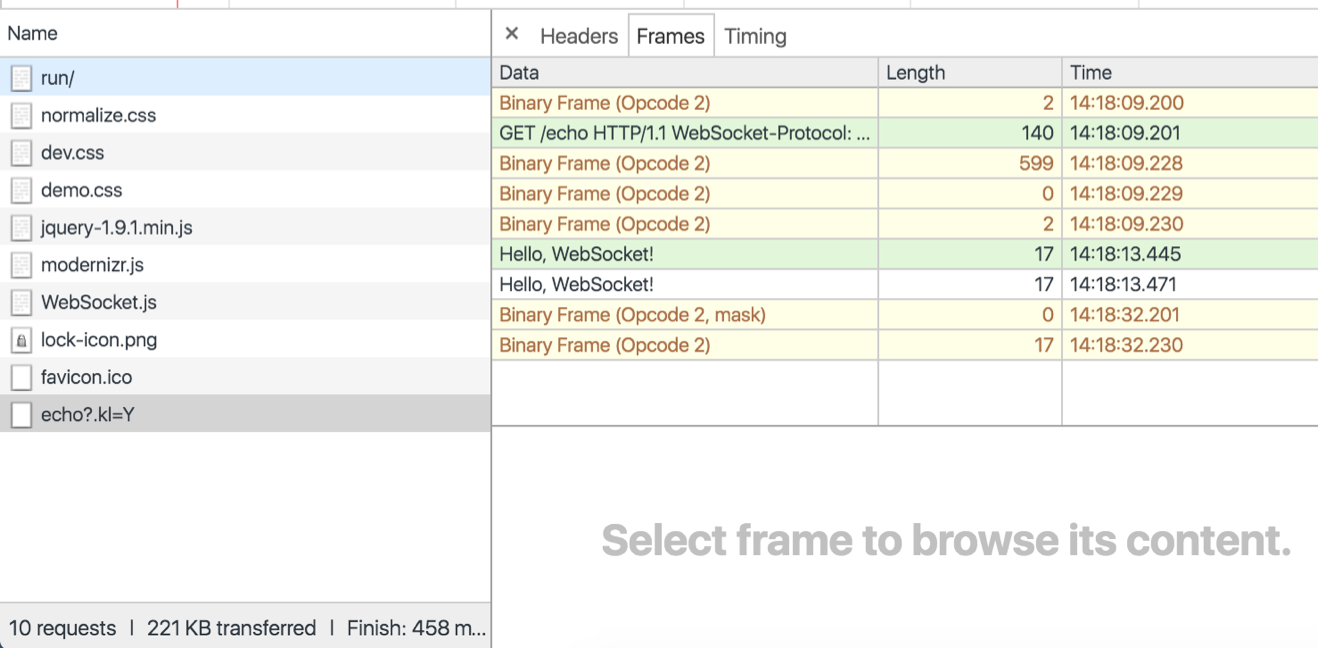 Name
run/
normalize.css
dev.css
demo.css
jquery-1.9.1.min.js
modernizr.js
WebSocket.js
lock-icon.png
favicon.ico
echo?.kl=Y
10 requests | 221 KB transferred | Finish: 458 m...
× Headers Frames Timing
Data Length Time
Binary Frame (Opcode 2) 2 14:18:09.200
GET /echo HTTP/1.1 WebSocket-Protocol: ... 140 14:18:09.201
Binary Frame (Opcode 2) 599 14:18:09.228
Binary Frame (Opcode 2) 0 14:18:09.229
Binary Frame (Opcode 2) 2 14:18:09.230
Hello, WebSocket! 17 14:18:13.445
Hello, WebSocket! 17 14:18:13.471
Binary Frame (Opcode 2, mask) 0 14:18:32.201
Binary Frame (Opcode 2) 17 14:18:32.230
Select frame to browse its content.